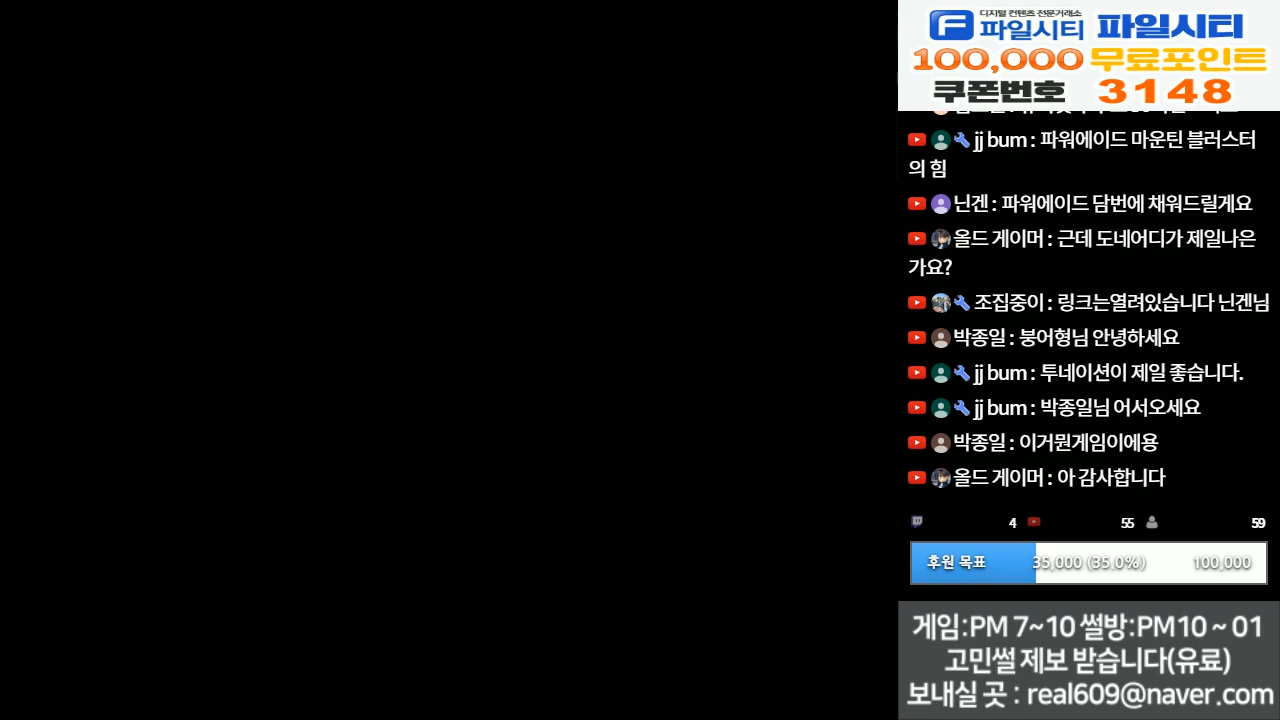 디지털 컨텐츠 전문거래소
파일시티 파일시티
100,000 무료포인트
쿠폰번호 3148
jj bum : 파워에이드 마운틴 블러스터
의 힘
닌겐 : 파워에이드 담번에 채워드릴게요
올드 게이머 : 근데 도네어디가 제일나은
가요?
조집중이 : 링크는열려있습니다 닌겐님
박종일 : 붕어형님 안녕하세요
jj bum : 투네이션이 제일 좋습니다.
jj bum : 박종일님 어서오세요
박종일 : 이거뭔게임이에용
올드 게이머 : 아 감사합니다
4 55 59
후원 목표 35,000 (35.0%) 100,000
게임:PM 7~10 썰방:PM10 ~ 01
고민썰 제보 받습니다(유료)
보내실 곳 : real609@naver.com